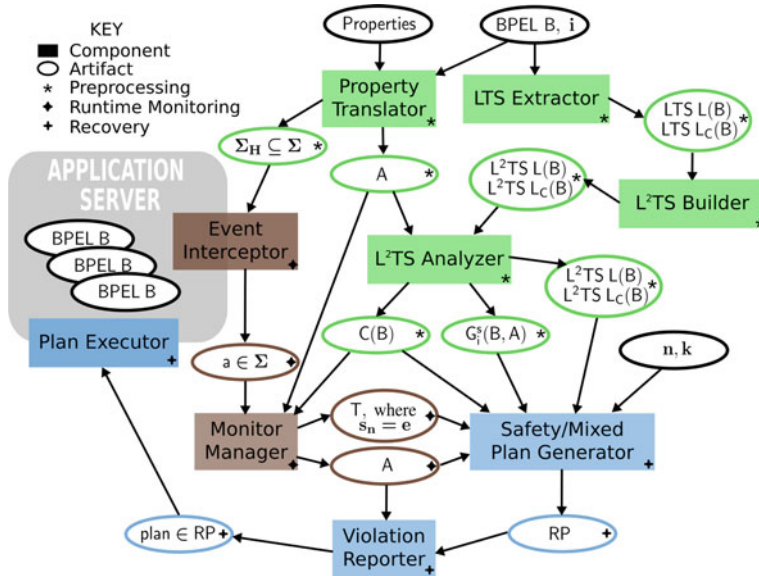 KEY
Component
Artifact
Preprocessing
Runtime Monitoring
Recovery
Properties
BPEL B, i
Property
Translator
LTS Extractor
LTS L(B)
LTS L_C(B)
Σ_H ⊆ Σ
A
L²TS L(B)
L²TS L_C(B)
L²TS Builder
APPLICATION
SERVER
BPEL B
BPEL B
BPEL B
Event
Interceptor
L²TS Analyzer
L²TS L(B)
L²TS L_C(B)
Plan Executor
C(B)
G_i^s(B, A)
n, k
a ∈ Σ
Monitor
Manager
T, where
s_n = e
A
Safety/Mixed
Plan Generator
plan ∈ RP
Violation
Reporter
RP